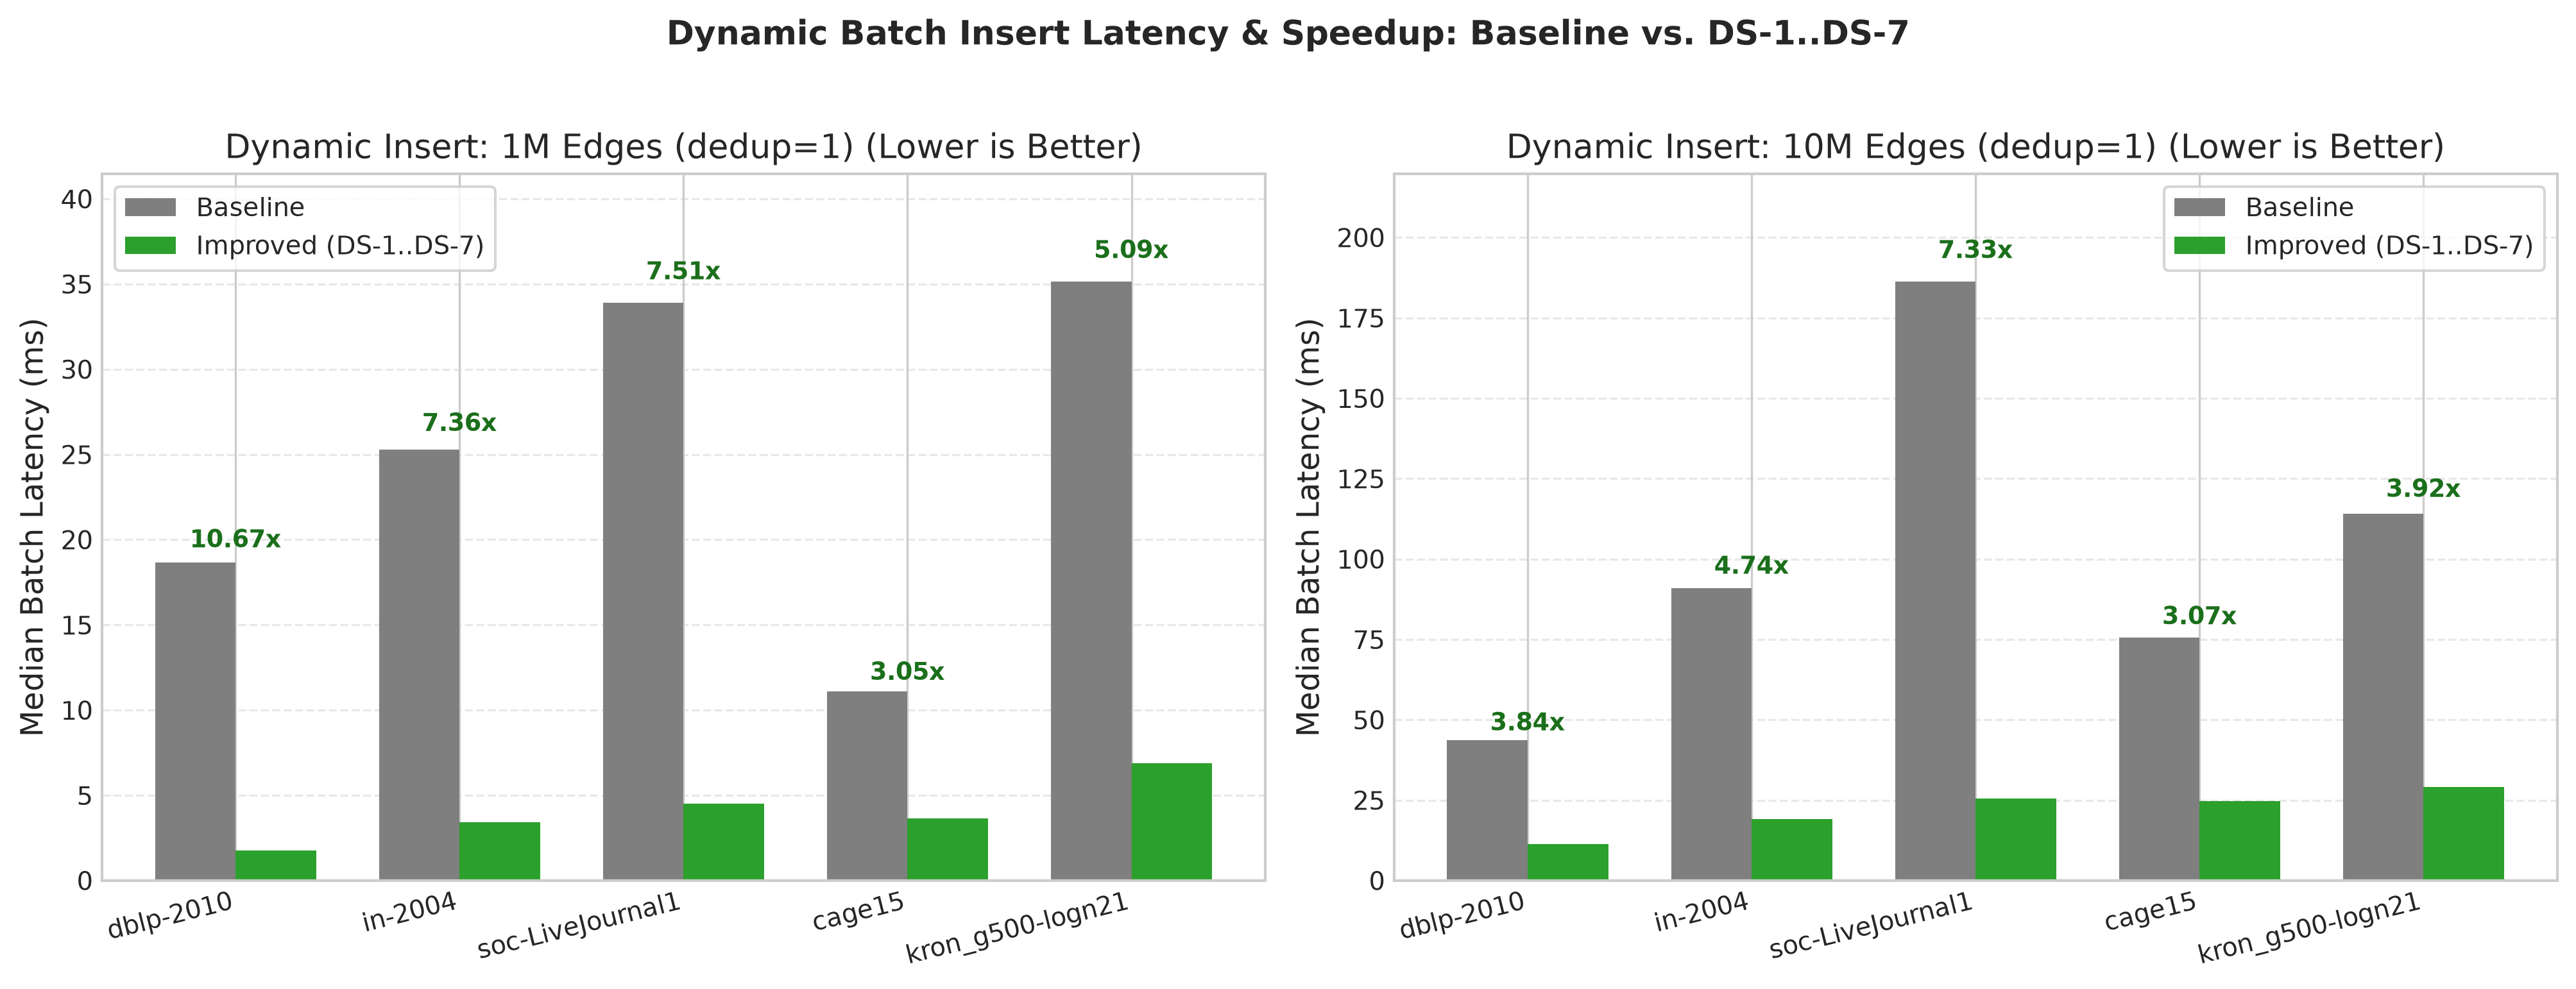 Dynamic Batch Insert Latency & Speedup: Baseline vs. DS-1..DS-7
Dynamic Insert: 1M Edges (dedup=1) (Lower is Better)
Median Batch Latency (ms)
40
35
30
25
20
15
10
5
0
Baseline
Improved (DS-1..DS-7)
10.67x
7.36x
7.51x
3.05x
5.09x
dblp-2010
in-2004
soc-LiveJournal1
cage15
kron_g500-logn21
Dynamic Insert: 10M Edges (dedup=1) (Lower is Better)
Median Batch Latency (ms)
200
175
150
125
100
75
50
25
0
Baseline
Improved (DS-1..DS-7)
3.84x
4.74x
7.33x
3.07x
3.92x
dblp-2010
in-2004
soc-LiveJournal1
cage15
kron_g500-logn21